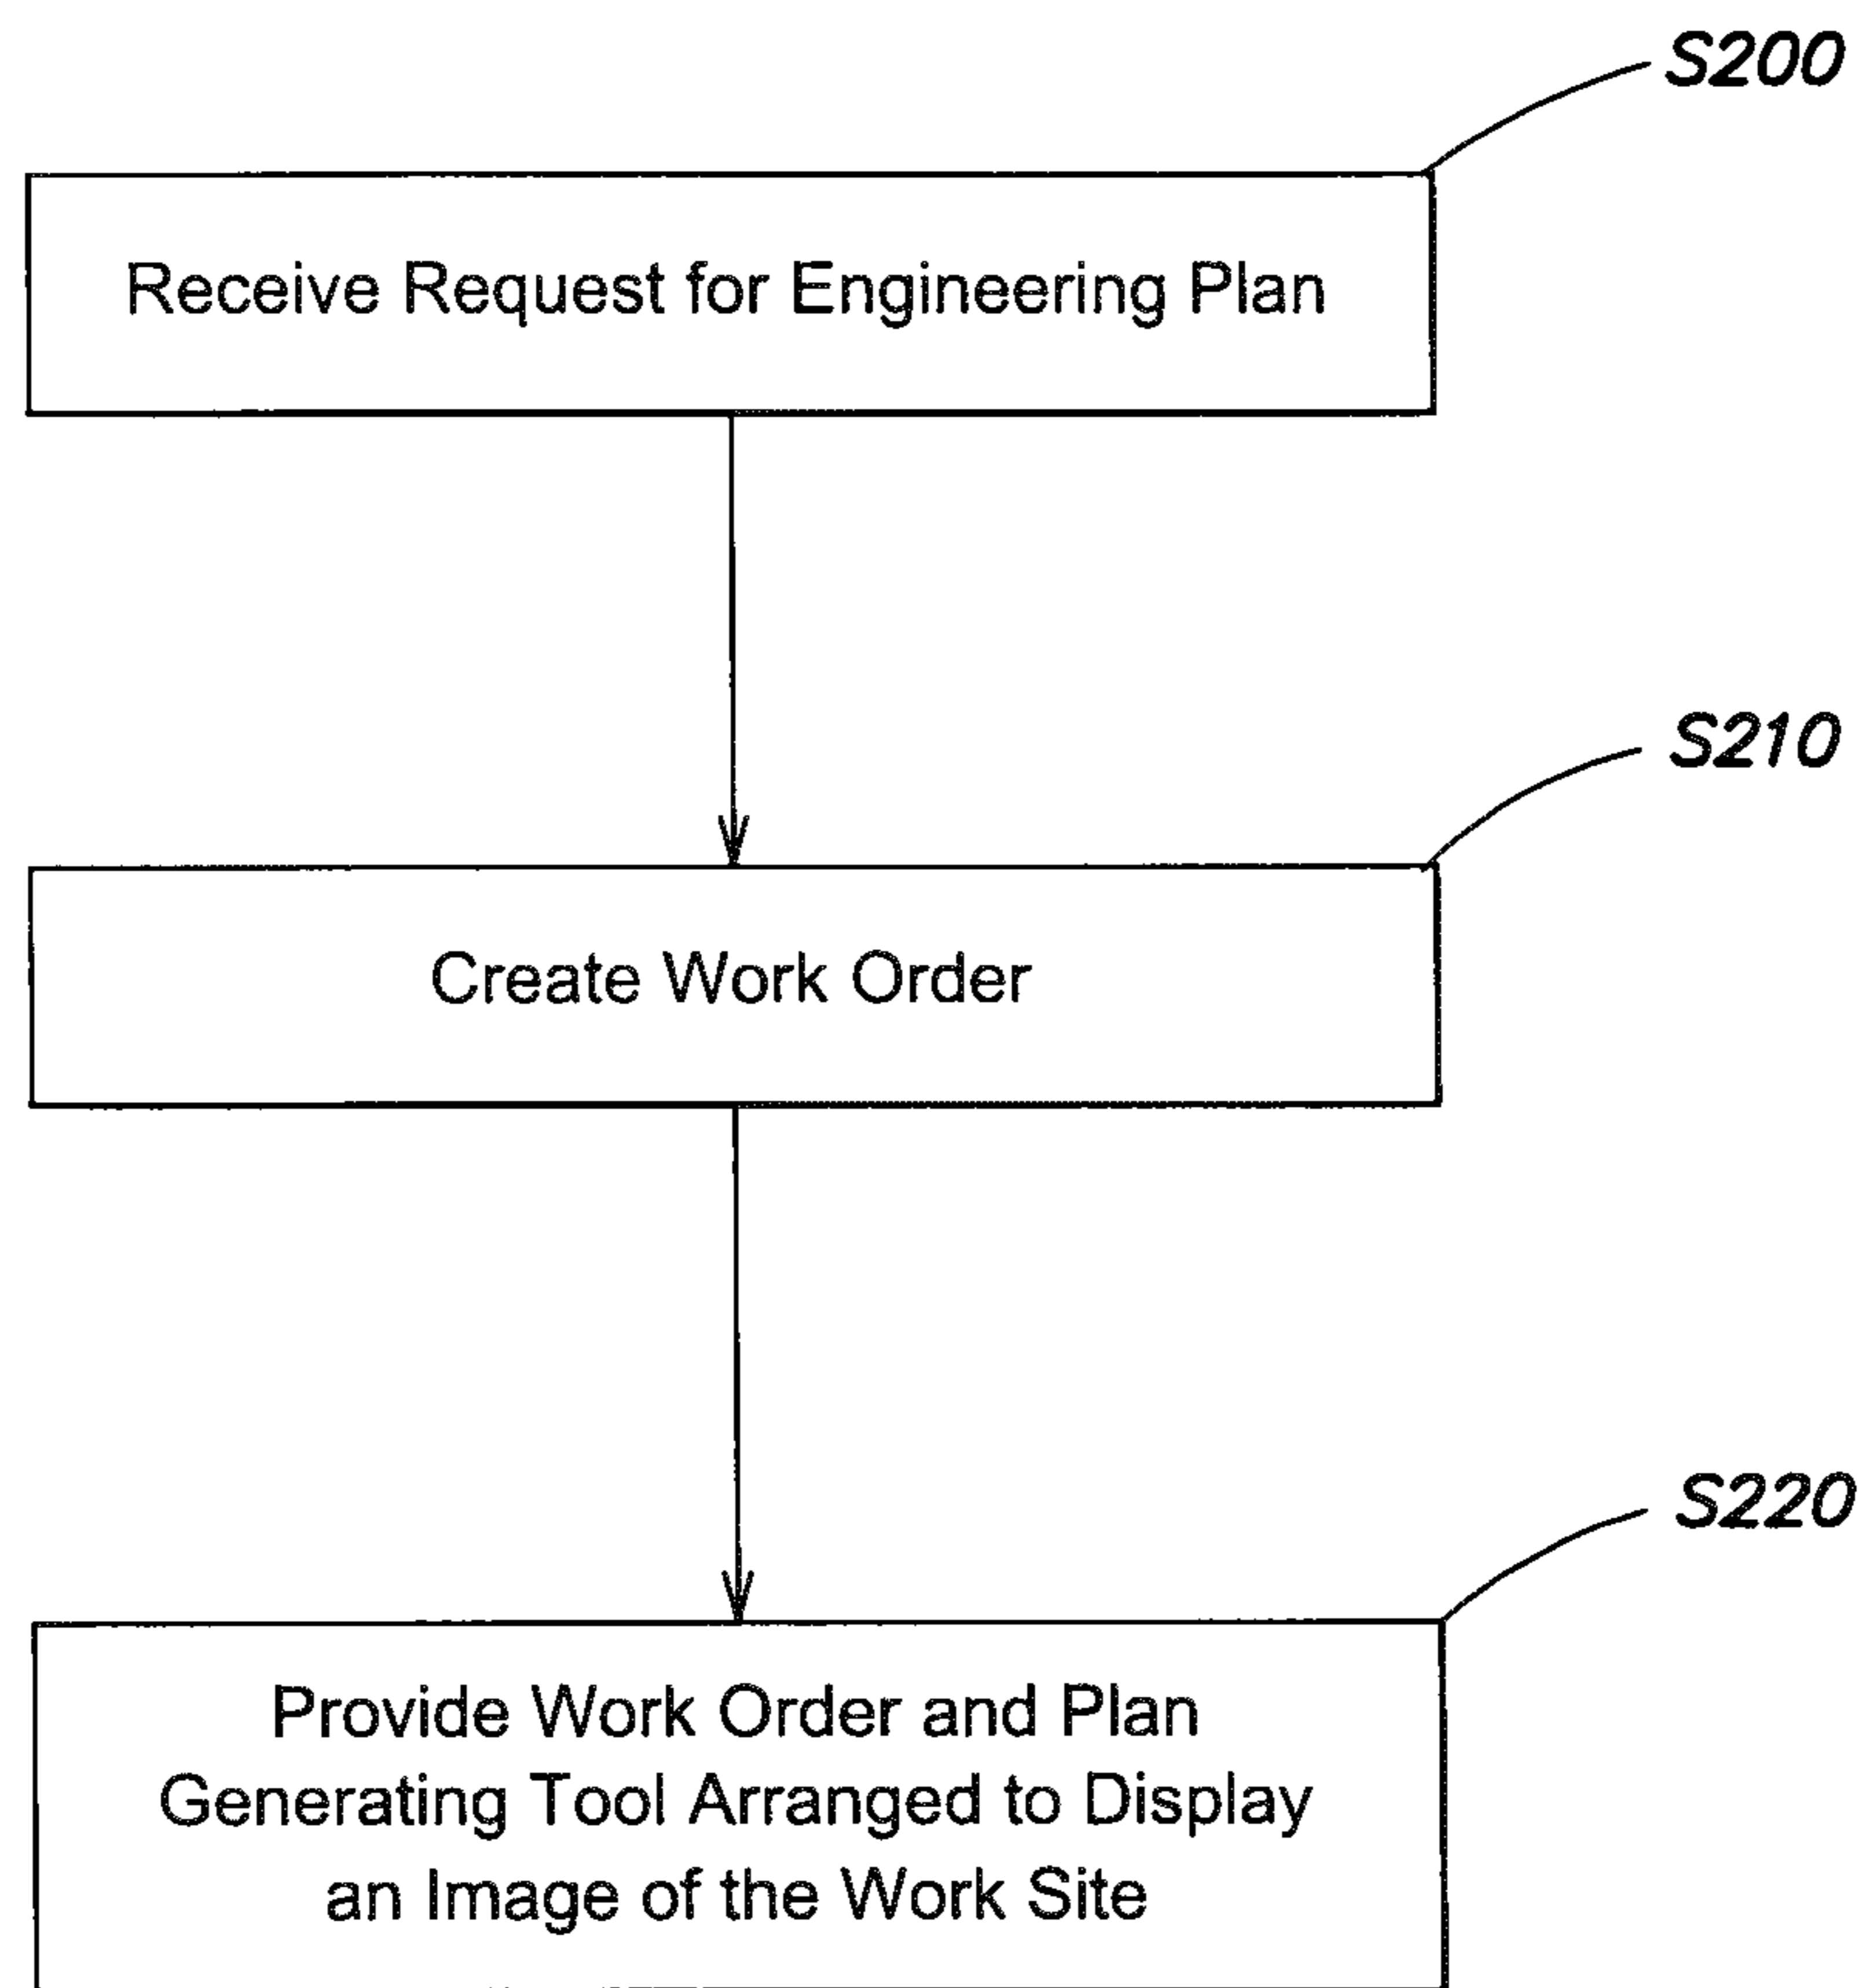 S200
Receive Request for Engineering Plan
S210
Create Work Order
S220
Provide Work Order and Plan
Generating Tool Arranged to Display
an Image of the Work Site